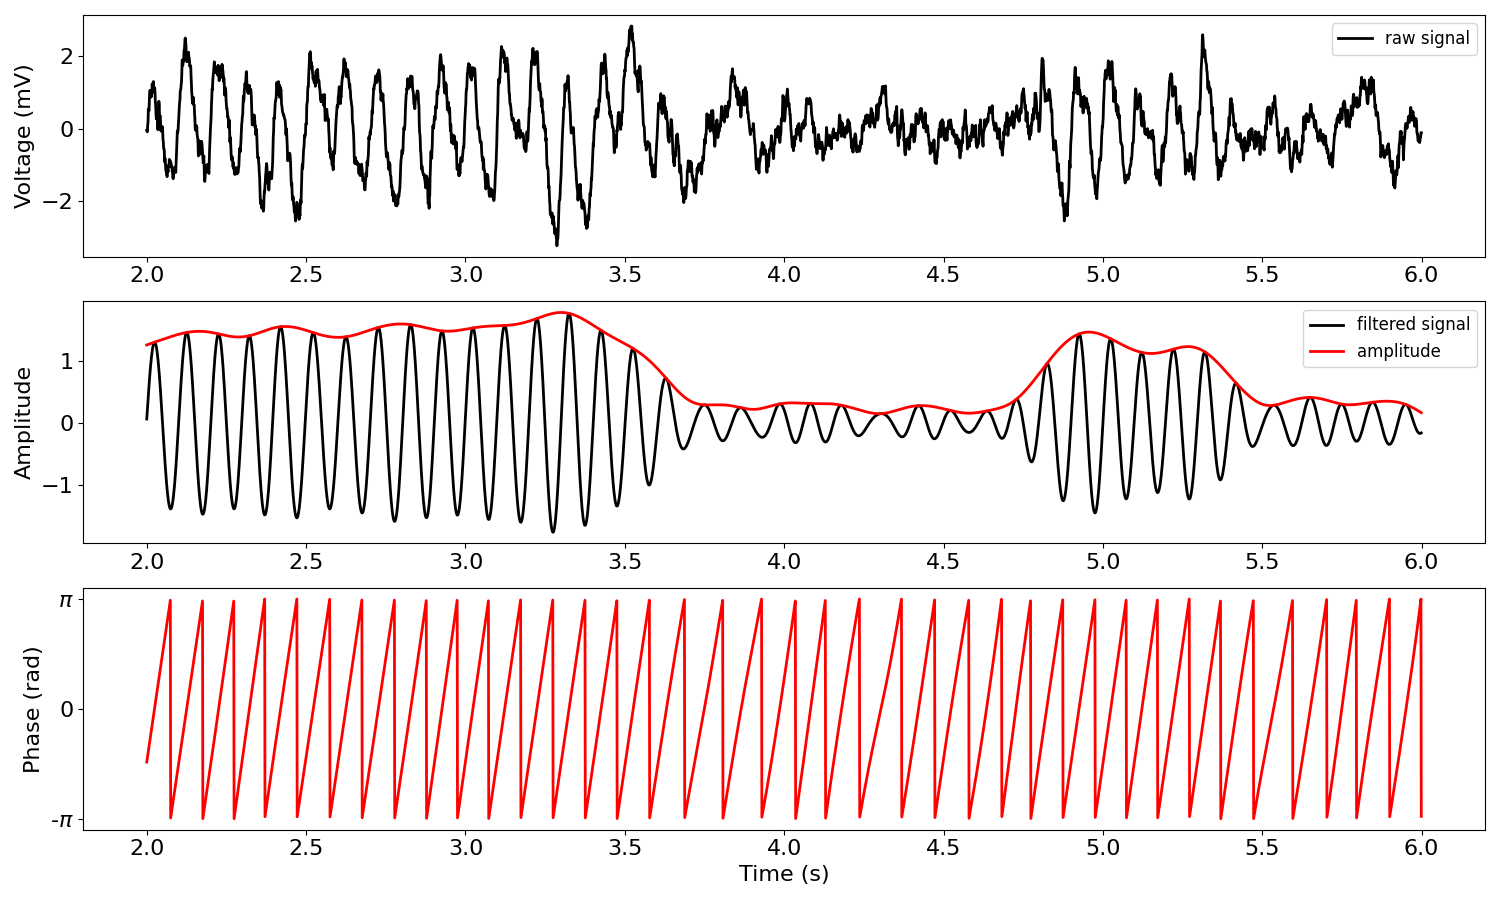 Voltage (mV)
2
0
−2
raw signal
2.0 2.5 3.0 3.5 4.0 4.5 5.0 5.5 6.0
Amplitude
1
0
−1
filtered signal
amplitude
2.0 2.5 3.0 3.5 4.0 4.5 5.0 5.5 6.0
Phase (rad)
π
0
-π
2.0 2.5 3.0 3.5 4.0 4.5 5.0 5.5 6.0
Time (s)